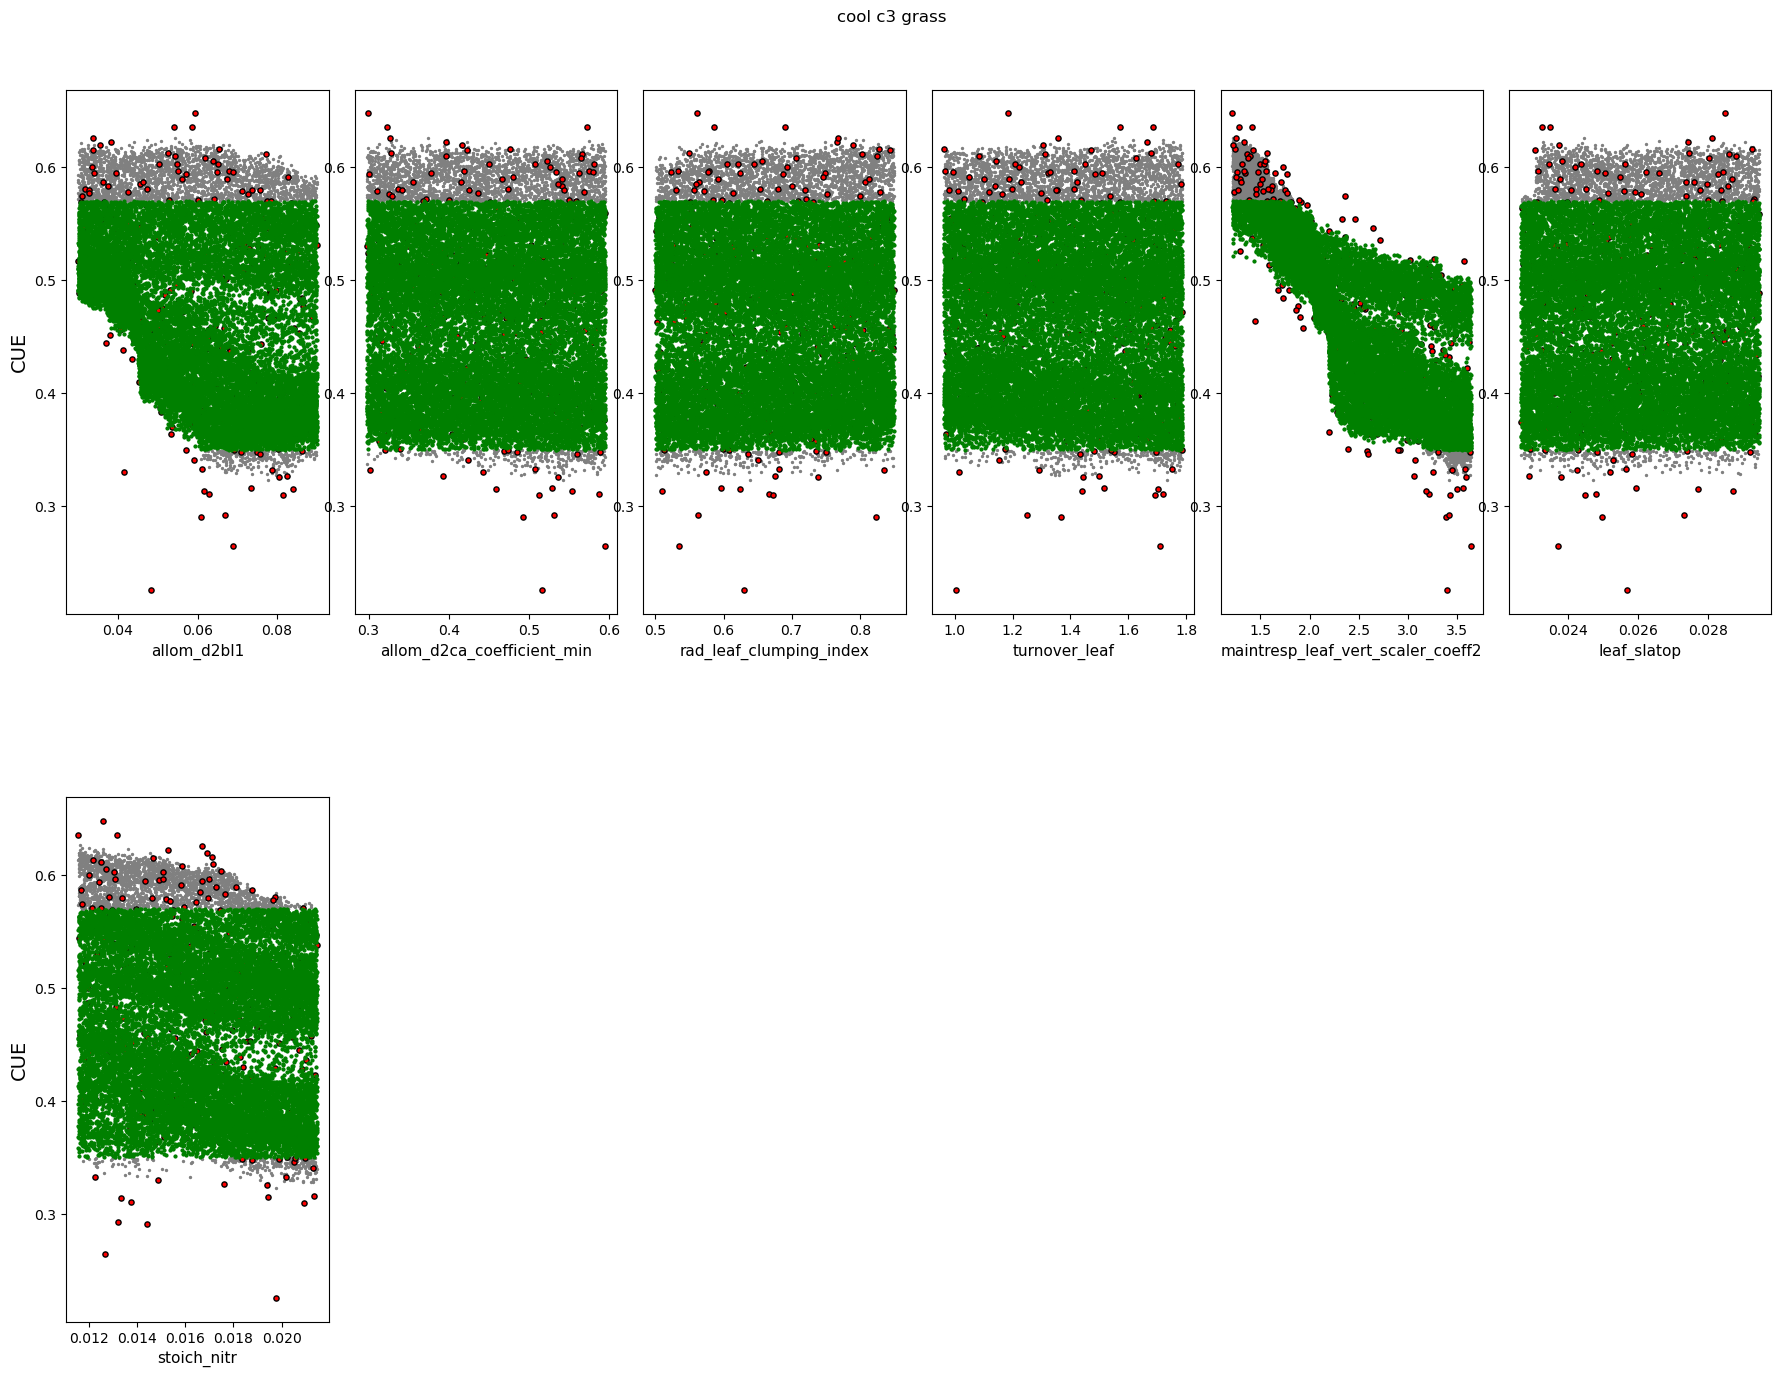 cool c3 grass
CUE
0.6
0.5
0.4
0.3
0.04 0.06 0.08
allom_d2bl1
0.6
0.5
0.4
0.3
0.3 0.4 0.5 0.6
allom_d2ca_coefficient_min
0.6
0.5
0.4
0.3
0.5 0.6 0.7 0.8
rad_leaf_clumping_index
0.6
0.5
0.4
0.3
1.0 1.2 1.4 1.6 1.8
turnover_leaf
0.6
0.5
0.4
0.3
1.5 2.0 2.5 3.0 3.5
maintresp_leaf_vert_scaler_coeff2
0.6
0.5
0.4
0.3
0.024 0.026 0.028
leaf_slatop
CUE
0.6
0.5
0.4
0.3
0.012 0.014 0.016 0.018 0.020
stoich_nitr